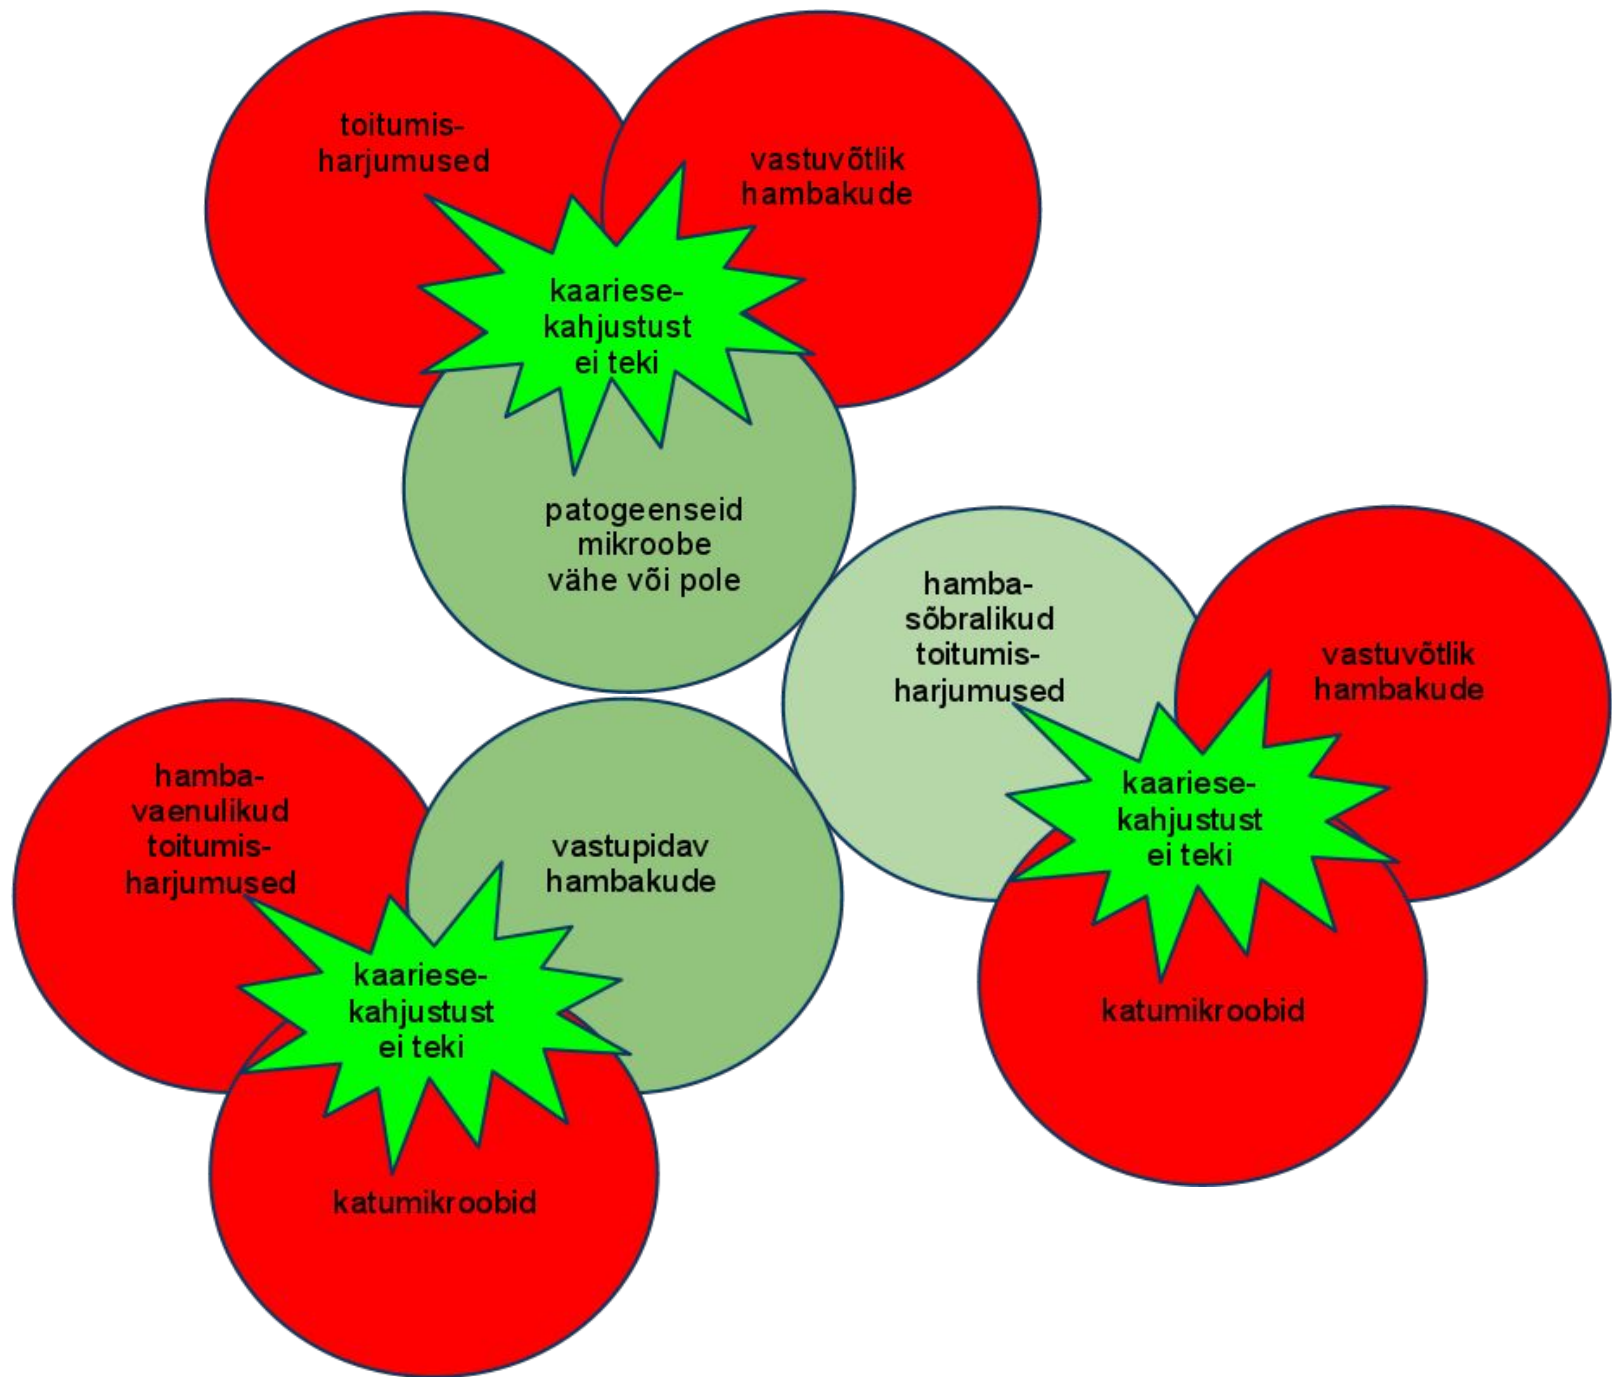 toitumis-
harjumused
vastuvõtlik
hambakude
kaariese-
kahjustust
ei teki
patogeenseid
mikroobe
vähe või pole
hamba-
sõbralikud
toitumis-
harjumused
vastuvõtlik
hambakude
kaariese-
kahjustust
ei teki
katumikroobid
hamba-
vaenulikud
toitumis-
harjumused
vastupidav
hambakude
kaariese-
kahjustust
ei teki
katumikroobid